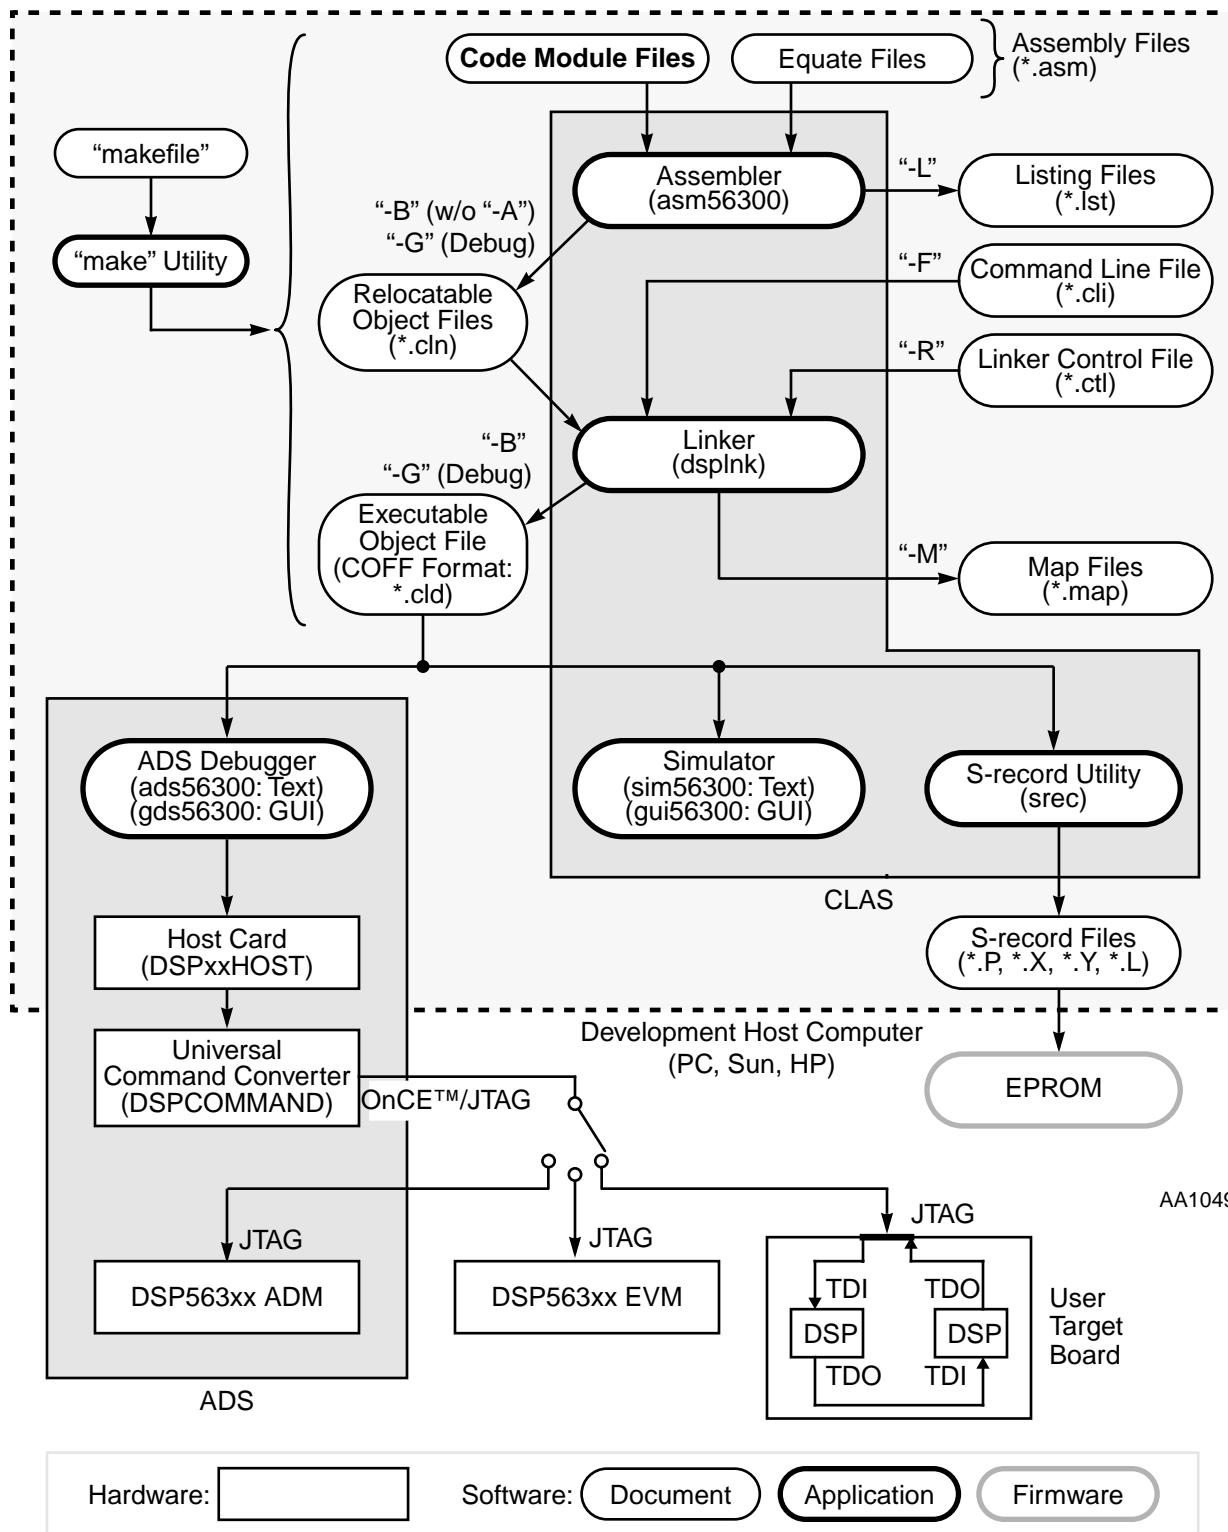 Code Module Files
Equate Files
Assembly Files
(*.asm)
“makefile”
Assembler
(asm56300)
“-L”
Listing Files
(*.lst)
“-B” (w/o “-A”)
“-G” (Debug)
“make” Utility
“-F”
Command Line File
(*.cli)
Relocatable
Object Files
(*.cln)
“-R”
Linker Control File
(*.ctl)
Linker
(dsplnk)
“-B”
“-G” (Debug)
Executable
Object File
(COFF Format:
*.cld)
“-M”
Map Files
(*.map)
ADS Debugger
(ads56300: Text)
(gds56300: GUI)
Simulator
(sim56300: Text)
(gui56300: GUI)
S-record Utility
(srec)
CLAS
Host Card
(DSPxxHOST)
S-record Files
(*.P, *.X, *.Y, *.L)
Development Host Computer
(PC, Sun, HP)
Universal
Command Converter
(DSPCOMMAND)
OnCE™/JTAG
EPROM
AA1049
JTAG
JTAG
JTAG
DSP563xx ADM
DSP563xx EVM
TDI
TDO
DSP
DSP
TDO
TDI
User
Target
Board
ADS
Hardware:
Software:
Document
Application
Firmware